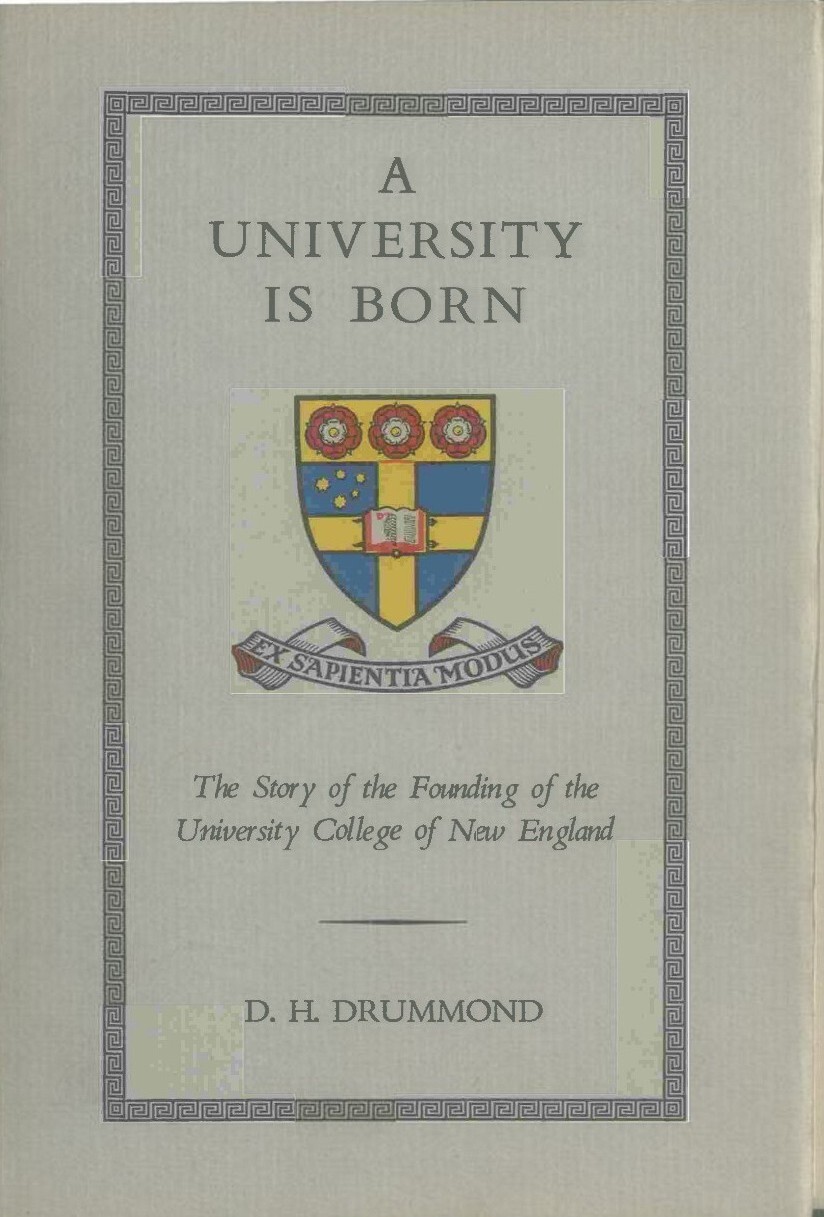 A
UNIVERSITY
IS BORN
EX SAPIENTIA MODUS
The Story of the Founding of the
University College of New England
D. H. DRUMMOND